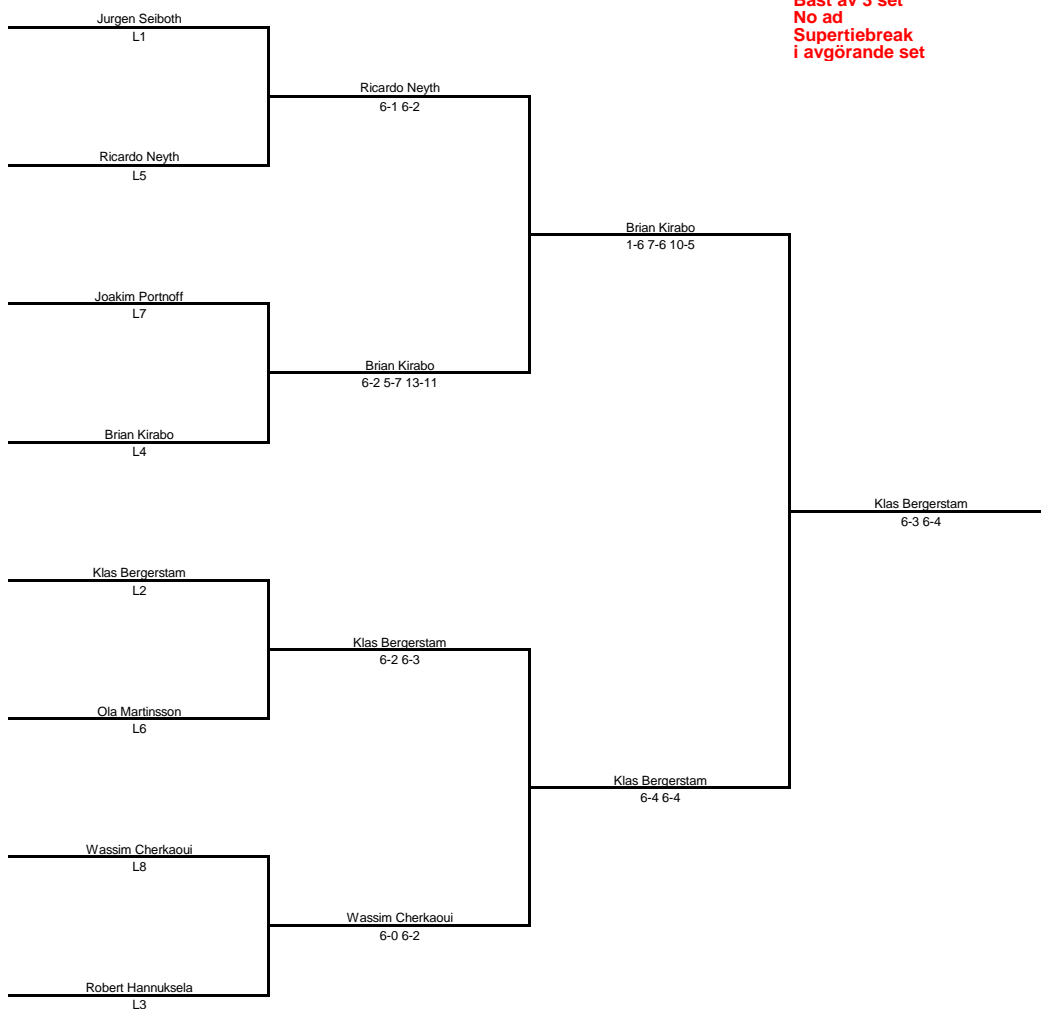 Bäst av 3 set
No ad
Supertiebreak
i avgörande set
Jurgen Seiboth
L1
Ricardo Neyth
6-1 6-2
Ricardo Neyth
L5
Brian Kirabo
1-6 7-6 10-5
Joakim Portnoff
L7
Brian Kirabo
6-2 5-7 13-11
Brian Kirabo
L4
Klas Bergerstam
6-3 6-4
Klas Bergerstam
L2
Klas Bergerstam
6-2 6-3
Ola Martinsson
L6
Klas Bergerstam
6-4 6-4
Wassim Cherkaoui
L8
Wassim Cherkaoui
6-0 6-2
Robert Hannuksela
L3